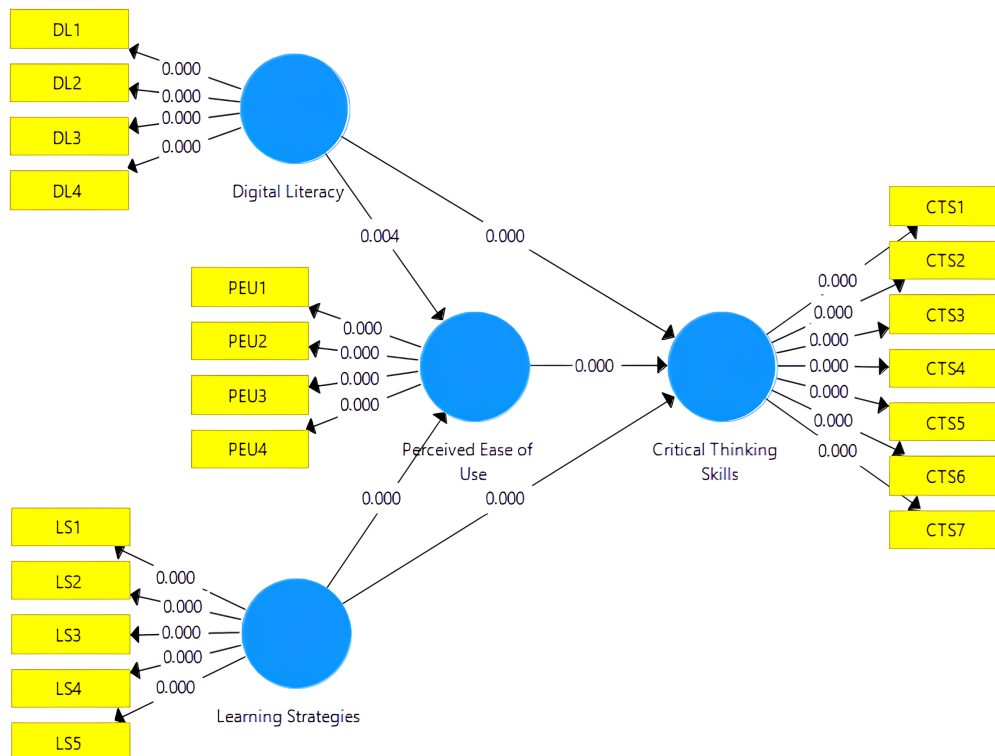 DL1
0.000
DL2
0.000
0.000
DL3
0.000
DL4
Digital Literacy
0.004
0.000
PEU1
0.000
PEU2
0.000
PEU3
0.000
0.000
PEU4
Perceived Ease of
Use
0.000
CTS1
0.000
CTS2
0.000
CTS3
0.000
CTS4
0.000
CTS5
0.000
0.000
CTS6
0.000
CTS7
Critical Thinking
Skills
0.000
0.000
LS1
0.000
LS2
0.000
LS3
0.000
0.000
LS4
0.000
LS5
Learning Strategies